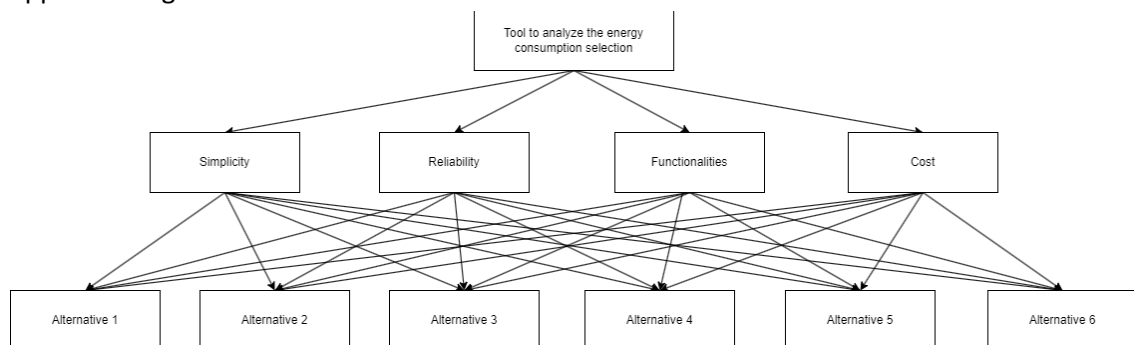 Tool to analyze the energy
consumption selection
Simplicity
Reliability
Functionalities
Cost
Alternative 1
Alternative 2
Alternative 3
Alternative 4
Alternative 5
Alternative 6